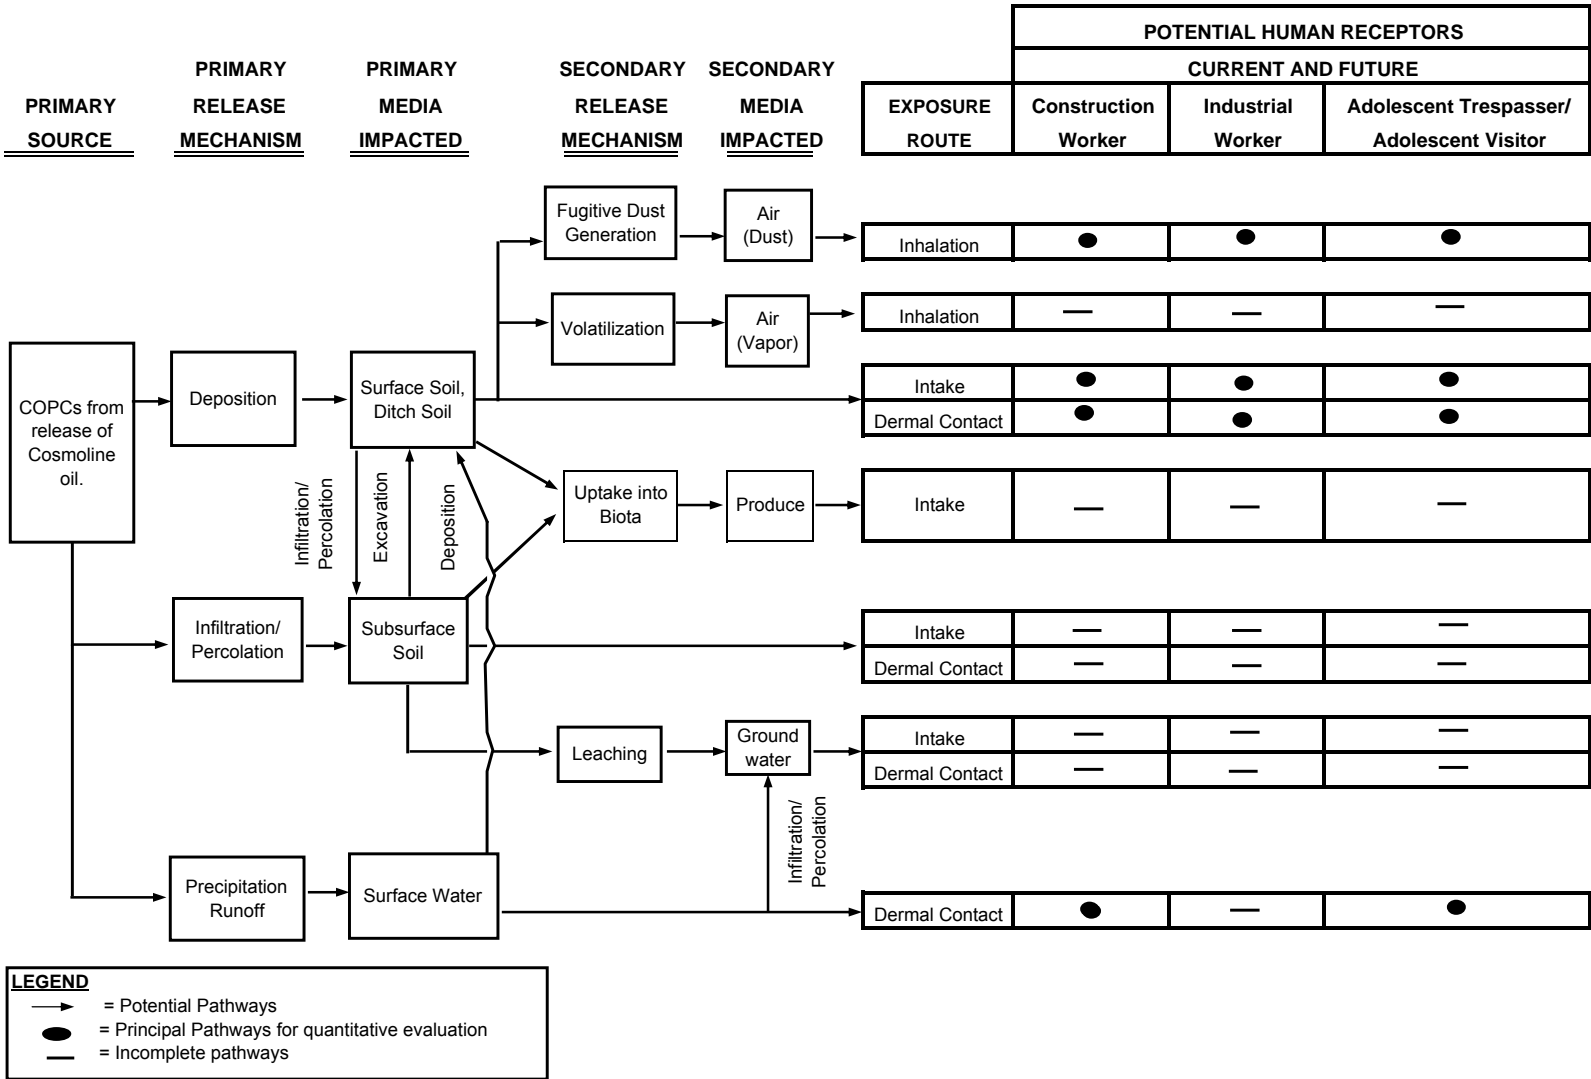 POTENTIAL HUMAN RECEPTORS
CURRENT AND FUTURE
PRIMARY
SOURCE
PRIMARY
RELEASE
MECHANISM
PRIMARY
MEDIA
IMPACTED
SECONDARY
RELEASE
MECHANISM
SECONDARY
MEDIA
IMPACTED
EXPOSURE
ROUTE
Construction
Worker
Industrial
Worker
Adolescent Trespasser/
Adolescent Visitor
Fugitive Dust
Generation
Air
(Dust)
Inhalation
Volatilization
Air
(Vapor)
Inhalation
COPCs from
release of
Cosmoline
oil.
Deposition
Surface Soil,
Ditch Soil
Intake
Dermal Contact
Infiltration/
Percolation
Excavation
Deposition
Uptake into
Biota
Produce
Intake
Infiltration/
Percolation
Subsurface
Soil
Intake
Dermal Contact
Leaching
Ground
water
Intake
Dermal Contact
Infiltration/
Percolation
Precipitation
Runoff
Surface Water
Dermal Contact
LEGEND
= Potential Pathways
= Principal Pathways for quantitative evaluation
= Incomplete pathways